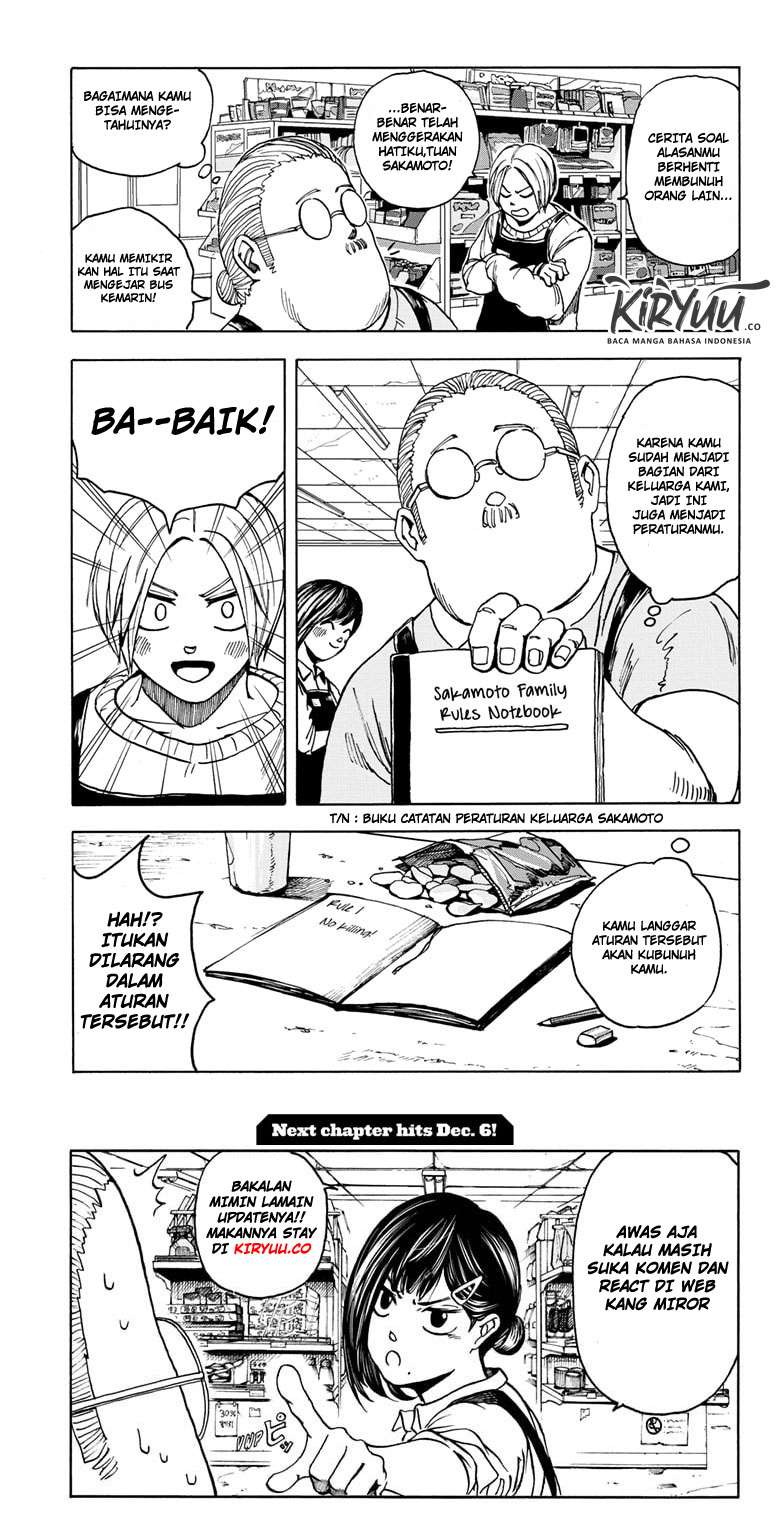 CERITA SOAL
ALASANMU
BERHENTI
MEMBUNUH
ORANG LAIN...
...BENAR-
BENAR TELAH
MENGGERAKAN
HATIKU,TUAN
SAKAMOTO!
BAGAIMANA KAMU
BISA MENGE-
TAHUINYA?
KAMU MEMIKIR
KAN HAL ITU SAAT
MENGEJAR BUS
KEMARIN!
KIRYUU.CO
BACA MANGA BAHASA INDONESIA
KARENA KAMU
SUDAH MENJADI
BAGIAN DARI
KELUARGA KAMI,
JADI INI
JUGA MENJADI
PERATURANMU.
Sakamoto Family
Rules Notebook
BA--BAIK!
T/N : BUKU CATATAN PERATURAN KELUARGA SAKAMOTO
KAMU LANGGAR
ATURAN TERSEBUT
AKAN KUBUNUH
KAMU.
Rule 1
No killing!
HAH!?
ITUKAN
DILARANG
DALAM
ATURAN
TERSEBUT!!
Next chapter hits Dec. 6!
AWAS AJA
KALAU MASIH
SUKA KOMEN DAN
REACT DI WEB
KANG MIROR
BAKALAN
MIMIN LAMAIN
UPDATENYA!!
MAKANNYA STAY
DI KIRYUU.CO
30%
WP
ピッ